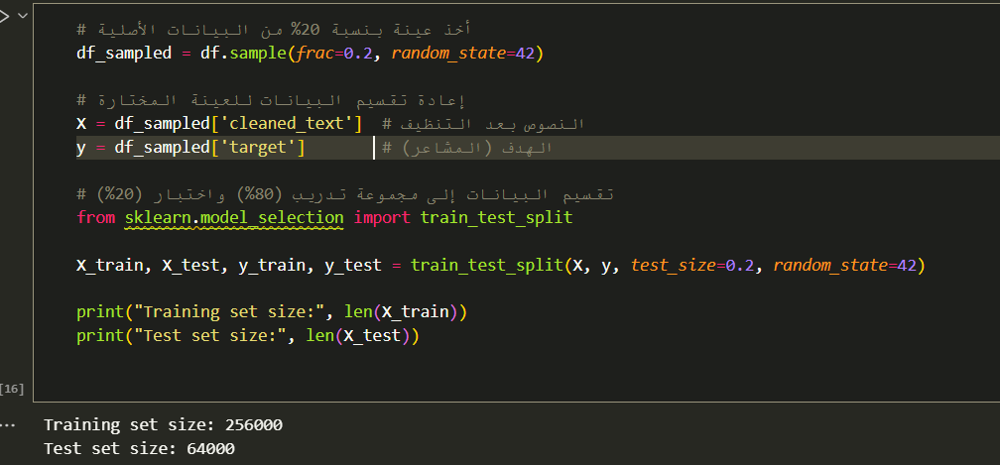 # أخذ عينة بنسبة 20% من البيانات الأصلية
df_sampled = df.sample(frac=0.2, random_state=42)
# إعادة تقسيم البيانات للعينة المختارة
X = df_sampled['cleaned_text']  # النصوص بعد التنظيف
y = df_sampled['target']        # الهدف (المشاعر)
# تقسيم البيانات إلى مجموعة تدريب (80%) واختبار (20%)
from sklearn.model_selection import train_test_split
X_train, X_test, y_train, y_test = train_test_split(X, y, test_size=0.2, random_state=42)
print("Training set size:", len(X_train))
print("Test set size:", len(X_test))
[16]
... Training set size: 256000
Test set size: 64000